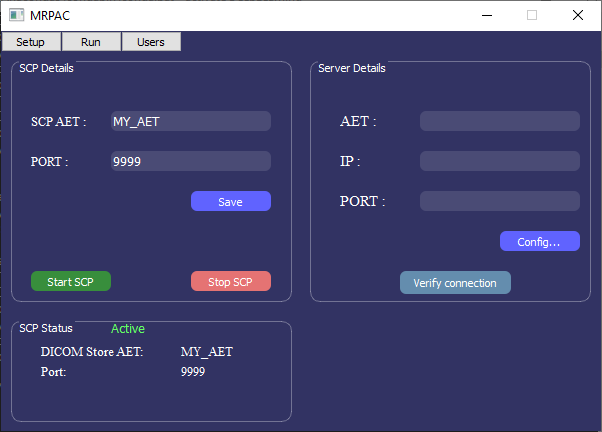 MRPAC
Setup Run Users
SCP Details
SCP AET : MY_AET
PORT : 9999
Save
Start SCP Stop SCP
Server Details
AET :
IP :
PORT :
Config...
Verify connection
SCP Status Active
DICOM Store AET: MY_AET
Port: 9999